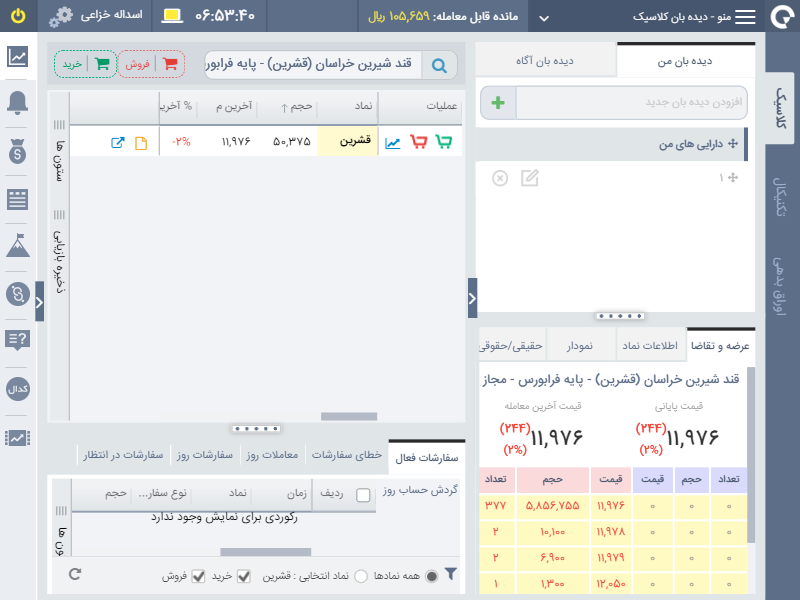 منو - دیده بان کلاسیک
مانده قابل معامله: ۱۰۵,۶۵۹ ریال
06:53:40
اسداله خزاعی
کلاسیک
تکنیکال
اوراق بدهی
دیده بان من
دیده بان آگاه
افزودن دیده بان جدید
دارایی های من
۱
قند شیرین خراسان (قشرین) - پایه فرابور
فروش
خرید
عملیات
نماد
حجم
آخرین م
% آخری
قشرین
۵۰,۳۷۵
۱۱,۹۷۶
-۲%
ستون ها
ذخیره بازیابی
عرضه و تقاضا
اطلاعات نماد
نمودار
حقیقی/حقوقی
قند شیرین خراسان (قشرین) - پایه فرابورس - مجاز
قیمت پایانی
قیمت آخرین معامله
۱۱,۹۷۶ (۲۴۴) (۲%)
۱۱,۹۷۶ (۲۴۴) (۲%)
تعداد حجم قیمت قیمت حجم تعداد
۰ ۰ ۰ ۱۱,۹۷۶ ۵,۸۵۶,۷۵۵ ۳۷۷
۰ ۰ ۰ ۱۱,۹۷۸ ۱۰,۱۰۰ ۲
۰ ۰ ۰ ۱۱,۹۷۹ ۶,۹۰۰ ۲
۰ ۰ ۰ ۱۲,۰۵۰ ۱,۳۰۰ ۱
سفارشات فعال
خطای سفارشات
معاملات روز
سفارشات روز
سفارشات در انتظار
گردش حساب روز
ردیف
زمان
نماد
نوع سفار...
حجم
رکوردی برای نمایش وجود ندارد
ون ها
همه نمادها
نماد انتخابی : قشرین
خرید
فروش
کدال